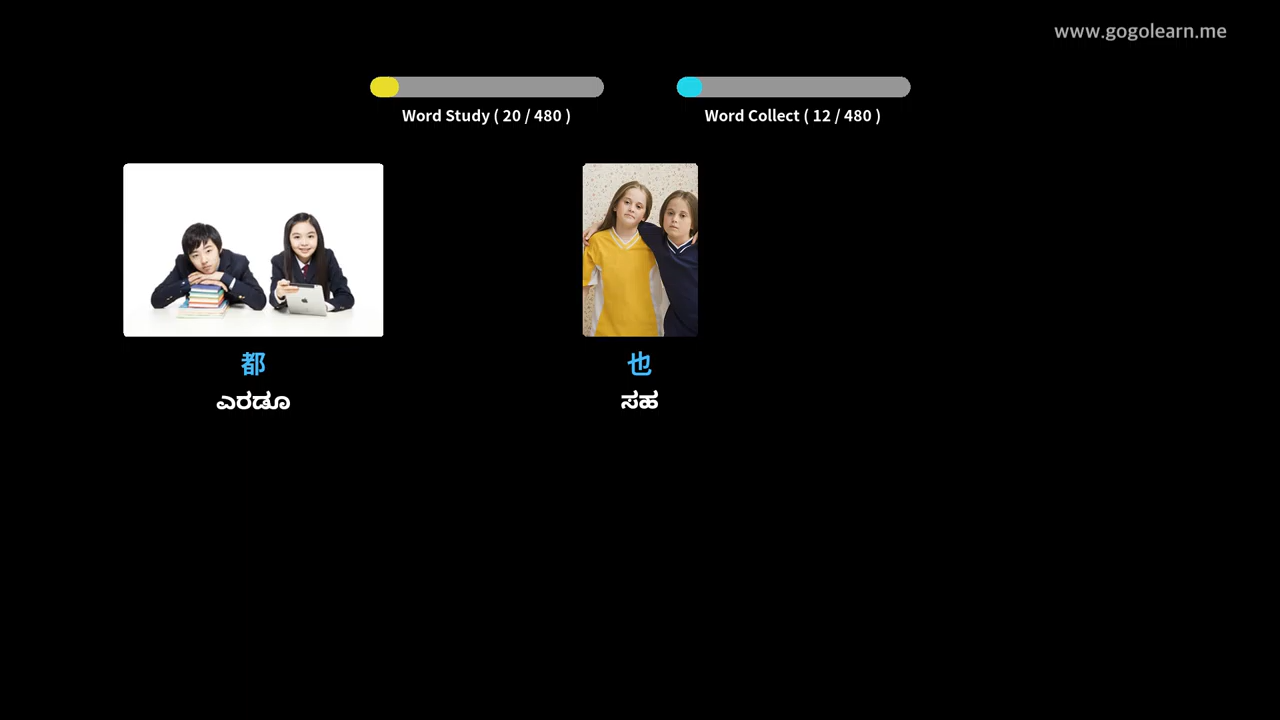 www.gogolearn.me
Word Study ( 20 / 480 )
Word Collect ( 12 / 480 )
都
ಎರಡೂ
也
ಸಹ